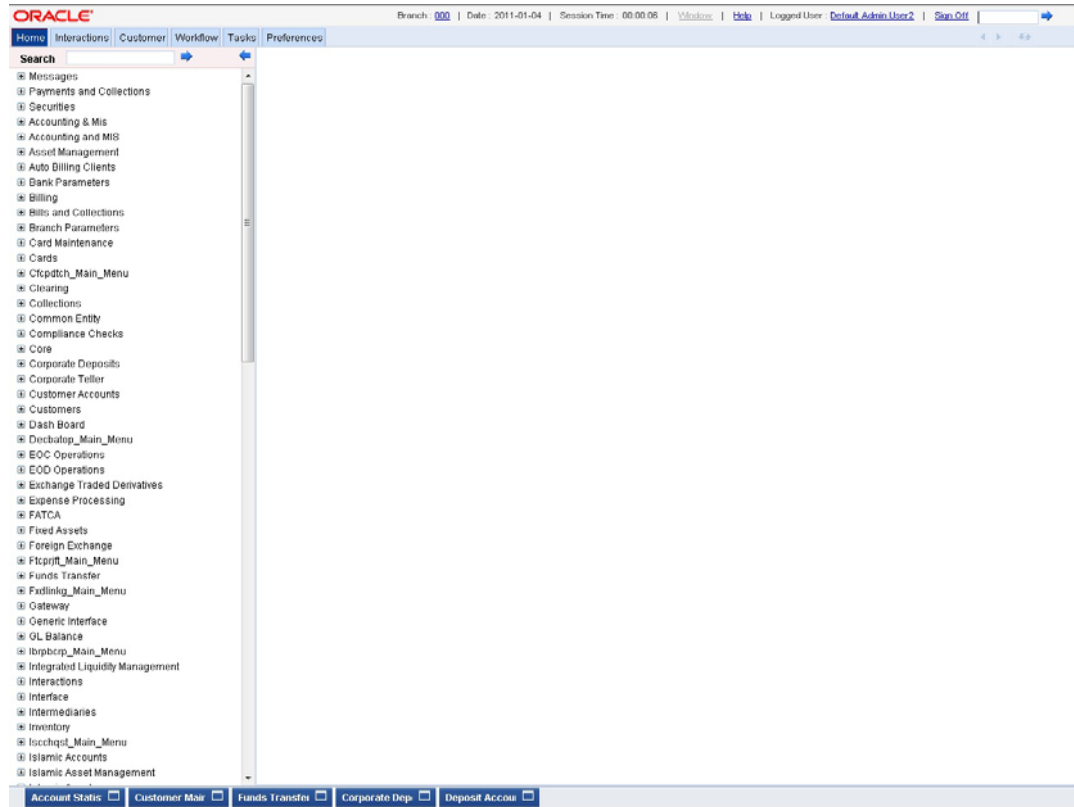 ORACLE
Branch : 000 | Date : 2011-01-04 | Session Time : 00:00:06 | Window | Help | Logged User : Default Admin User2 | Sign Off
Home Interactions Customer Workflow Tasks Preferences
Search
Messages
Payments and Collections
Securities
Accounting & Mis
Accounting and MIS
Asset Management
Auto Billing Clients
Bank Parameters
Billing
Bills and Collections
Branch Parameters
Card Maintenance
Cards
Cfcpdtch_Main_Menu
Clearing
Collections
Common Entity
Compliance Checks
Core
Corporate Deposits
Corporate Teller
Customer Accounts
Customers
Dash Board
Decbatop_Main_Menu
EOC Operations
EOD Operations
Exchange Traded Derivatives
Expense Processing
FATCA
Fixed Assets
Foreign Exchange
Ftcprjft_Main_Menu
Funds Transfer
Fxdlinkg_Main_Menu
Gateway
Generic Interface
GL Balance
Ibrpbcrp_Main_Menu
Integrated Liquidity Management
Interactions
Interface
Intermediaries
Inventory
Iscchqst_Main_Menu
Islamic Accounts
Islamic Asset Management
Account Statis Customer Mair Funds Transfei Corporate Dep Deposit Accou